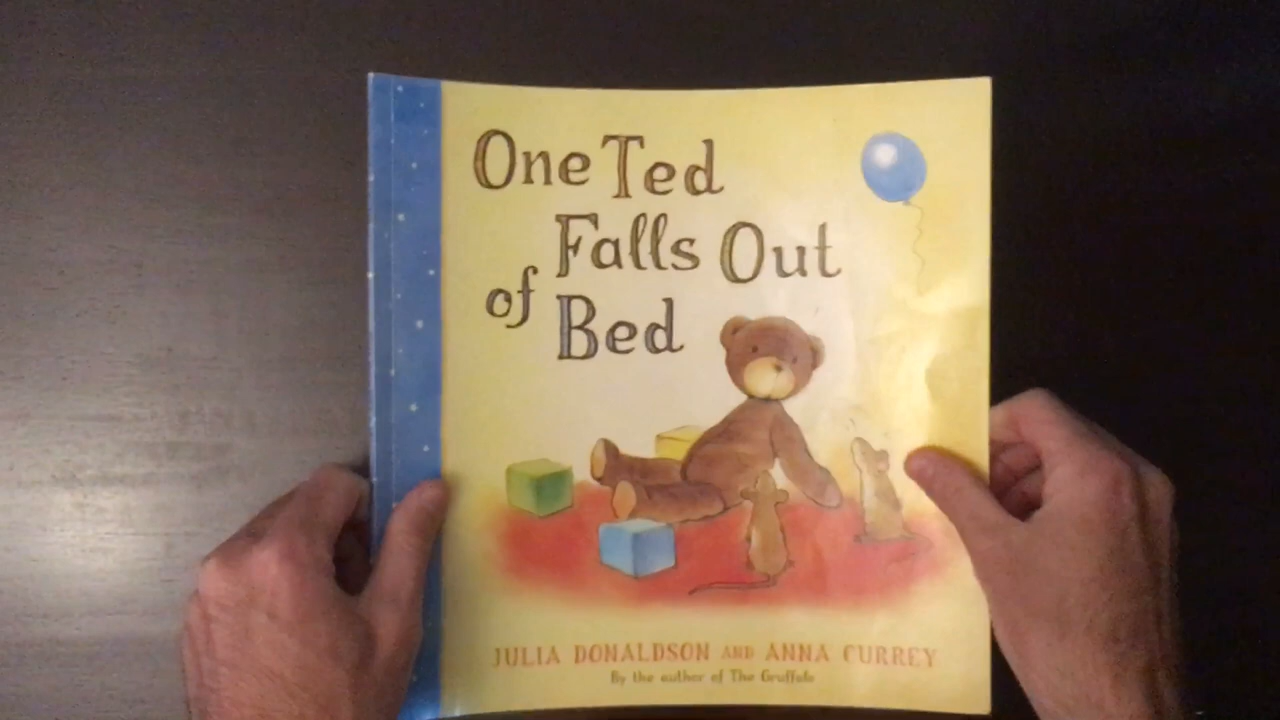 One Ted
Falls Out
of Bed
JULIA DONALDSON AND ANNA CURREY
By the author of The Gruffalo